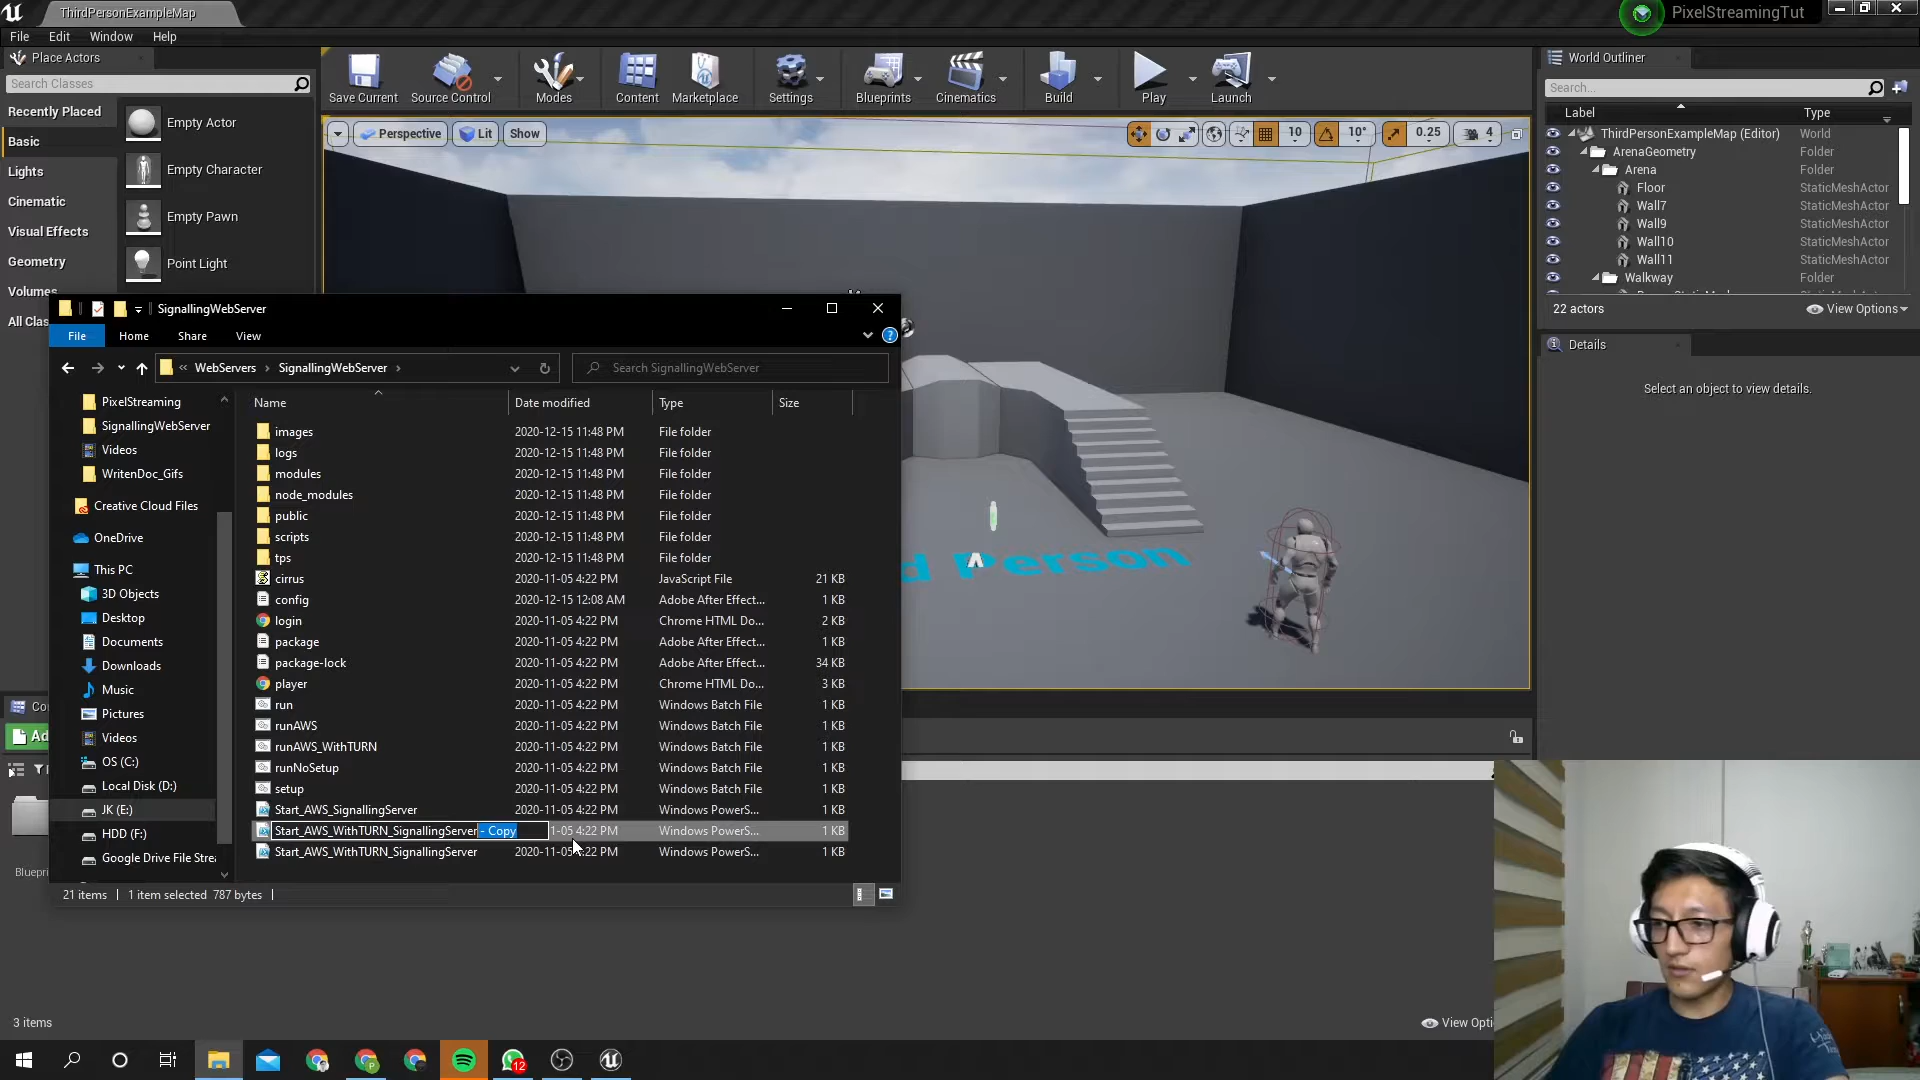 ThirdPersonExampleMap
PixelStreamingTut
File Edit Window Help
Place Actors
Search Classes
Recently Placed
Basic
Lights
Cinematic
Visual Effects
Geometry
Volumes
All Clas
Empty Actor
Empty Character
Empty Pawn
Point Light
Save Current
Source Control
Modes
Content
Marketplace
Settings
Blueprints
Cinematics
Build
Play
Launch
Perspective Lit Show
10 10° 0.25 4
World Outliner
Search...
Label Type
ThirdPersonExampleMap (Editor) World
ArenaGeometry Folder
Arena Folder
Floor StaticMeshActor
Wall7 StaticMeshActor
Wall9 StaticMeshActor
Wall10 StaticMeshActor
Wall11 StaticMeshActor
Walkway Folder
22 actors View Options
Details
Select an object to view details.
d Person
SignallingWebServer
File Home Share View
« WebServers › SignallingWebServer ›
Search SignallingWebServer
PixelStreaming
SignallingWebServer
Videos
WritenDoc_Gifs
Creative Cloud Files
OneDrive
This PC
3D Objects
Desktop
Documents
Downloads
Music
Pictures
Videos
OS (C:)
Local Disk (D:)
JK (E:)
HDD (F:)
Google Drive File Strea
Name Date modified Type Size
images 2020-12-15 11:48 PM File folder
logs 2020-12-15 11:48 PM File folder
modules 2020-12-15 11:48 PM File folder
node_modules 2020-12-15 11:48 PM File folder
public 2020-12-15 11:48 PM File folder
scripts 2020-12-15 11:48 PM File folder
tps 2020-12-15 11:48 PM File folder
cirrus 2020-11-05 4:22 PM JavaScript File 21 KB
config 2020-12-15 12:08 AM Adobe After Effect... 1 KB
login 2020-11-05 4:22 PM Chrome HTML Do... 2 KB
package 2020-11-05 4:22 PM Adobe After Effect... 1 KB
package-lock 2020-11-05 4:22 PM Adobe After Effect... 34 KB
player 2020-11-05 4:22 PM Chrome HTML Do... 3 KB
run 2020-11-05 4:22 PM Windows Batch File 1 KB
runAWS 2020-11-05 4:22 PM Windows Batch File 1 KB
runAWS_WithTURN 2020-11-05 4:22 PM Windows Batch File 1 KB
runNoSetup 2020-11-05 4:22 PM Windows Batch File 1 KB
setup 2020-11-05 4:22 PM Windows Batch File 1 KB
Start_AWS_SignallingServer 2020-11-05 4:22 PM Windows PowerS... 1 KB
Start_AWS_WithTURN_SignallingServer - Copy 1-05 4:22 PM Windows PowerS... 1 KB
Start_AWS_WithTURN_SignallingServer 2020-11-05 4:22 PM Windows PowerS... 1 KB
21 items 1 item selected 787 bytes
Co
Ad
Blueprin
3 items
View Opti
12